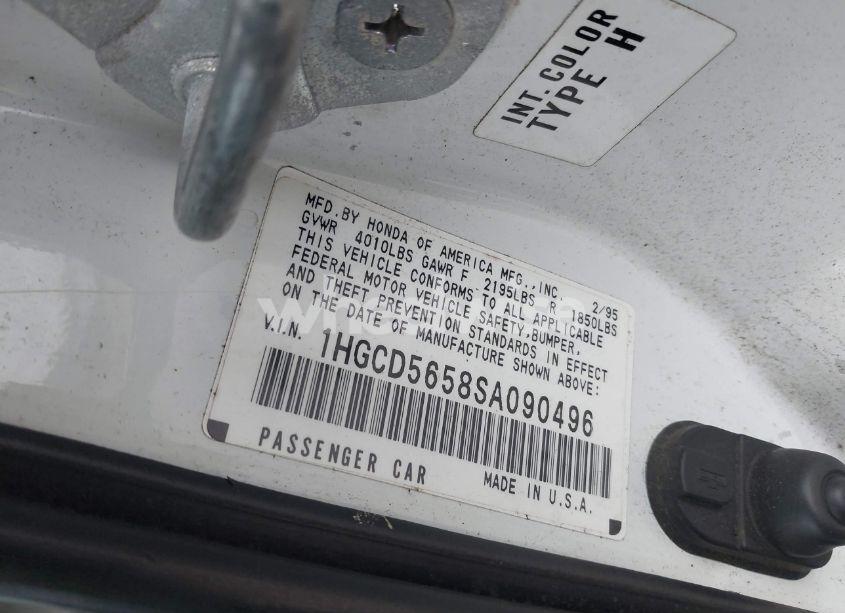 INT. COLOR
TYPE H
MFD. BY HONDA OF AMERICA MFG., INC. 2/95
GVWR 4010LBS GAWR F 2195LBS R 1850LBS
THIS VEHICLE CONFORMS TO ALL APPLICABLE
FEDERAL MOTOR VEHICLE SAFETY,BUMPER,
AND THEFT PREVENTION STANDARDS IN EFFECT
ON THE DATE OF MANUFACTURE SHOWN ABOVE:
V.I.N. 1HGCD5658SA090496
PASSENGER CAR MADE IN U.S.A.